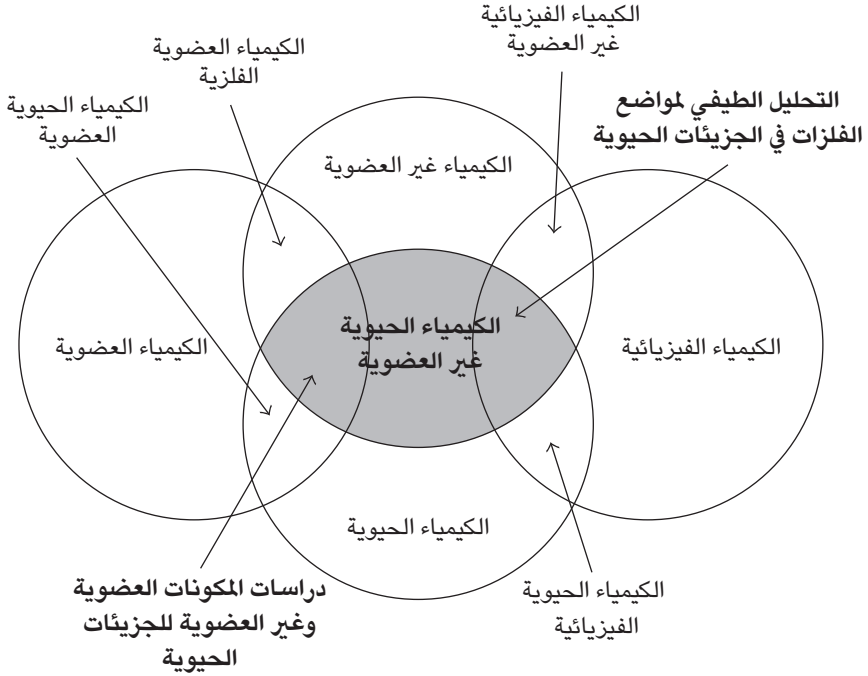 الكيمياء الفيزيائية
غير العضوية
الكيمياء العضوية
الفلزية
الكيمياء الحيوية
العضوية
التحليل الطيفي لمواضع
الفلزات في الجزيئات الحيوية
الكيمياء غير العضوية
الكيمياء الفيزيائية
الكيمياء الحيوية
غير العضوية
الكيمياء العضوية
الكيمياء الحيوية
الكيمياء الحيوية
الفيزيائية
دراسات المكونات العضوية
وغير العضوية للجزيئات
الحيوية